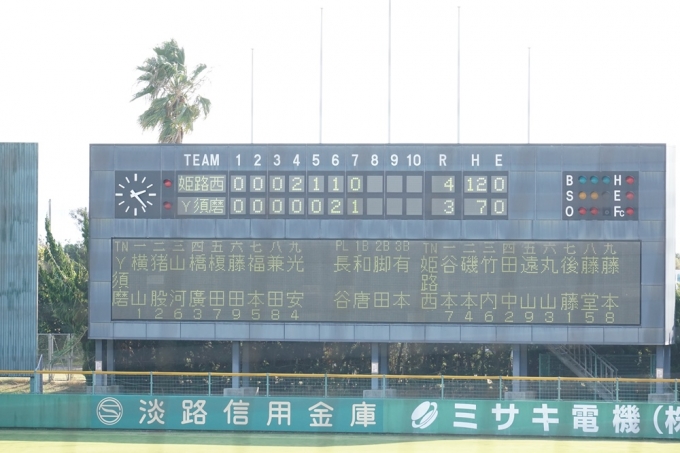 TEAM 1 2 3 4 5 6 7 8 9 10 R H E
姫路西 0 0 0 2 1 1 0 4 12 0
Y須磨 0 0 0 0 0 2 1 3 7 0
B H
S E
O Fc
TN 一 二 三 四 五 六 七 八 九 PL 1B 2B 3B TN 一 二 三 四 五 六 七 八 九
Y須磨 横山 猪股 山河 橋廣 榎田 藤田 福本 兼田 光安 長谷 和唐 脚田 有本 姫路西 谷本 磯本 竹内 田中 遠山 丸山 後藤 藤堂 藤本
1 2 6 3 7 9 5 8 4 7 4 6 2 9 3 1 5 8
淡路信用金庫 ミサキ電機(株